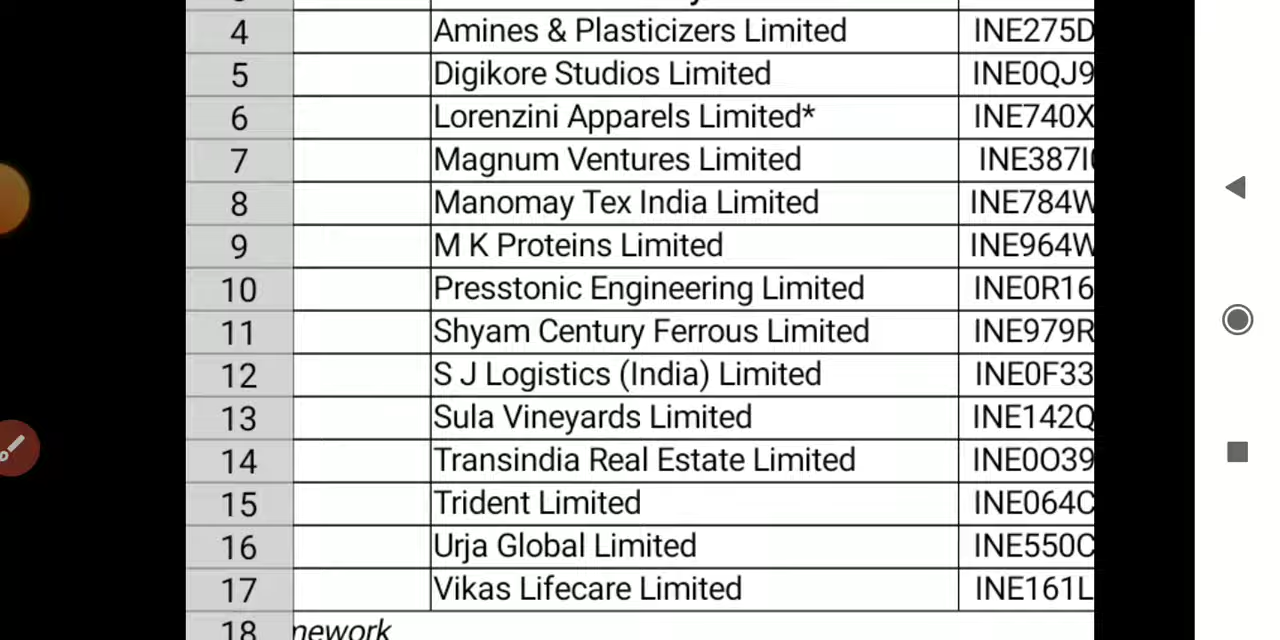 4 Amines & Plasticizers Limited INE275D
5 Digikore Studios Limited INE0QJ9
6 Lorenzini Apparels Limited* INE740X
7 Magnum Ventures Limited INE387I
8 Manomay Tex India Limited INE784W
9 M K Proteins Limited INE964W
10 Presstonic Engineering Limited INE0R16
11 Shyam Century Ferrous Limited INE979R
12 S J Logistics (India) Limited INE0F33
13 Sula Vineyards Limited INE142Q
14 Transindia Real Estate Limited INE0O39
15 Trident Limited INE064C
16 Urja Global Limited INE550C
17 Vikas Lifecare Limited INE161L
18 nework